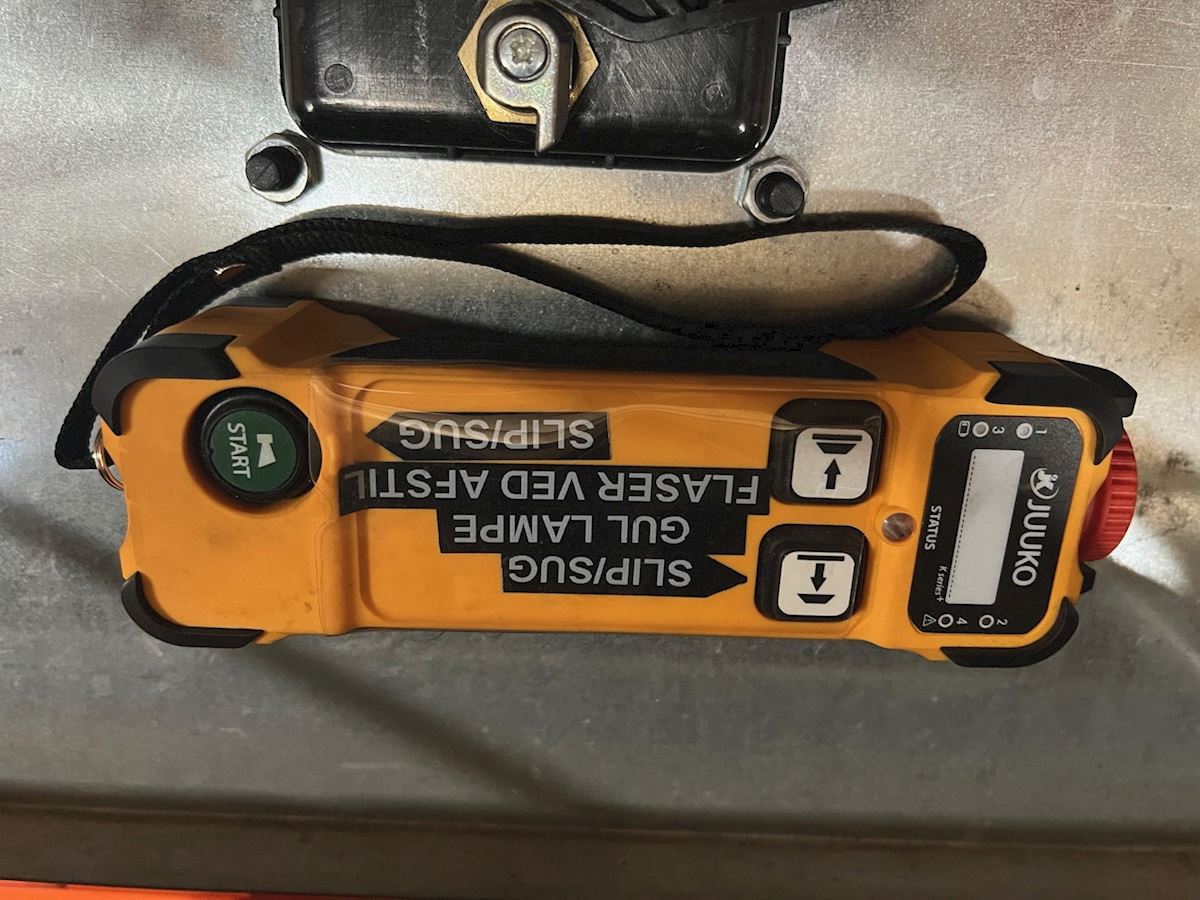 SLIP/SUG
GUL LAMPE
FLASER VED AFSTIL
SLIP/SUG
START
JUUKO
STATUS
K series+
1
2
3
4